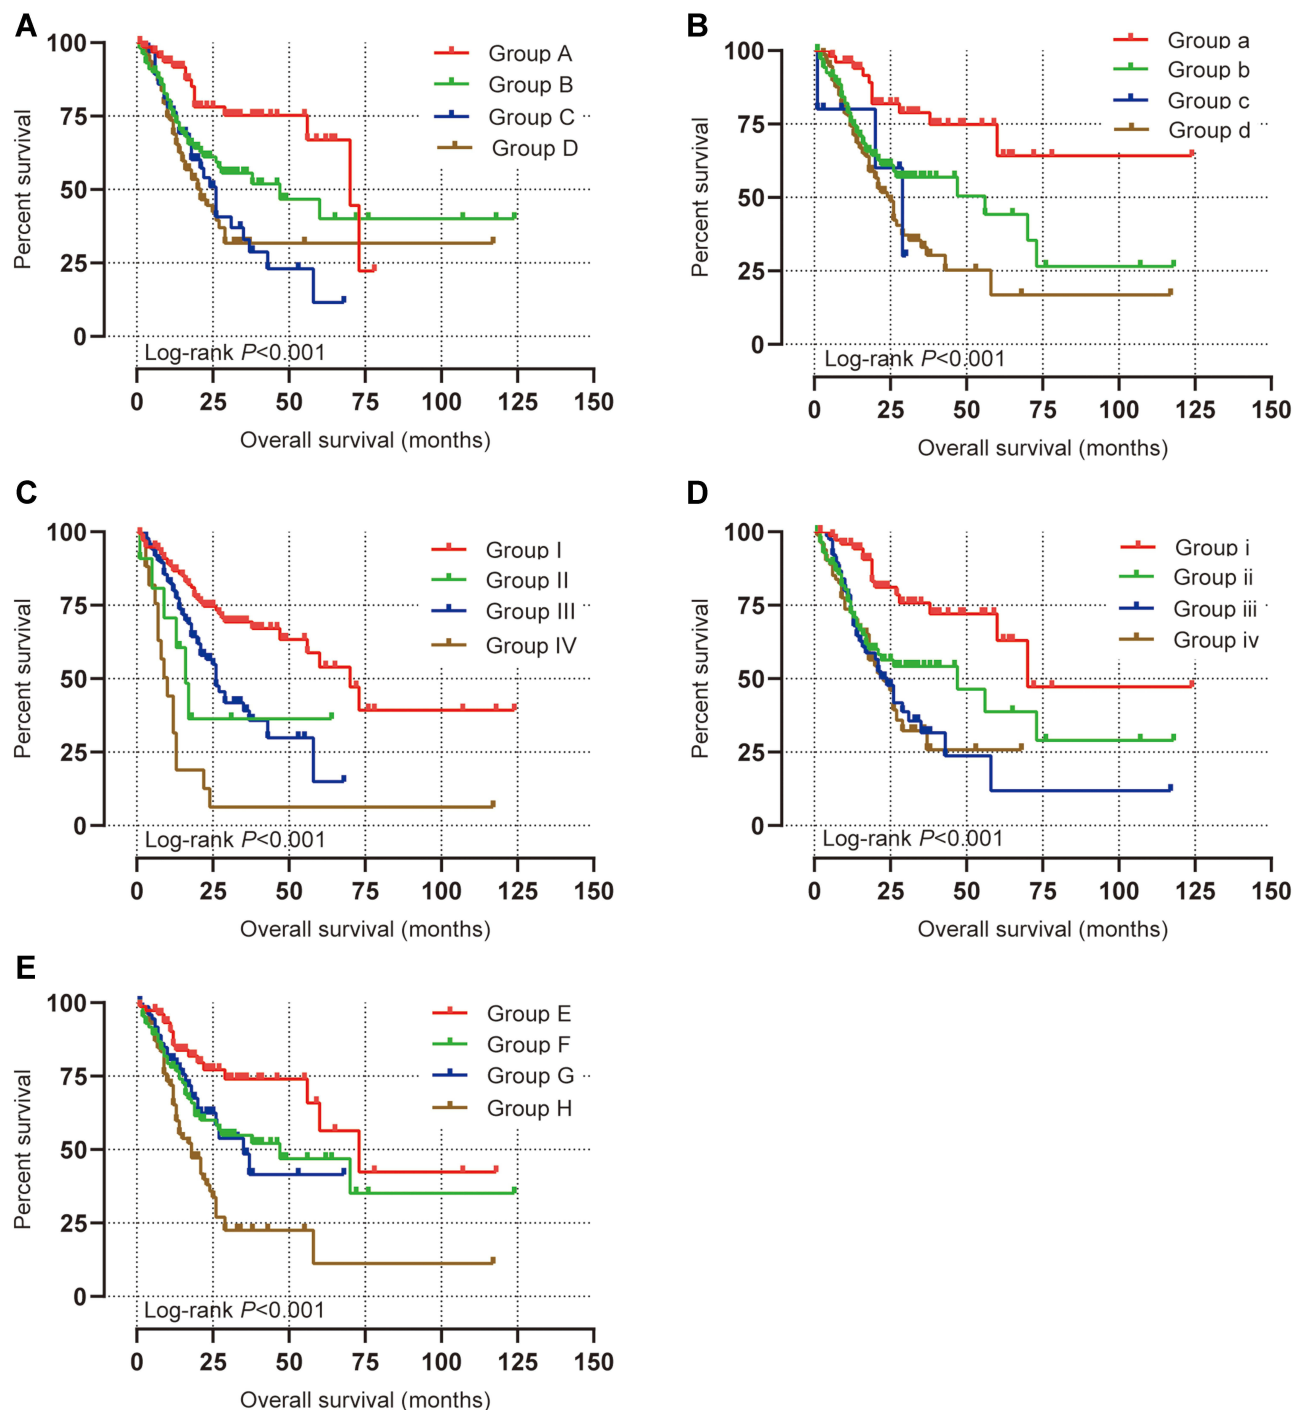 A
Percent survival
100
75
50
25
0
Group A
Group B
Group C
Group D
Log-rank P<0.001
0 25 50 75 100 125 150
Overall survival (months)
B
Percent survival
100
75
50
25
0
Group a
Group b
Group c
Group d
Log-rank P<0.001
0 25 50 75 100 125 150
Overall survival (months)
C
Percent survival
100
75
50
25
0
Group I
Group II
Group III
Group IV
Log-rank P<0.001
0 25 50 75 100 125 150
Overall survival (months)
D
Percent survival
100
75
50
25
0
Group i
Group ii
Group iii
Group iv
Log-rank P<0.001
0 25 50 75 100 125 150
Overall survival (months)
E
Percent survival
100
75
50
25
0
Group E
Group F
Group G
Group H
Log-rank P<0.001
0 25 50 75 100 125 150
Overall survival (months)